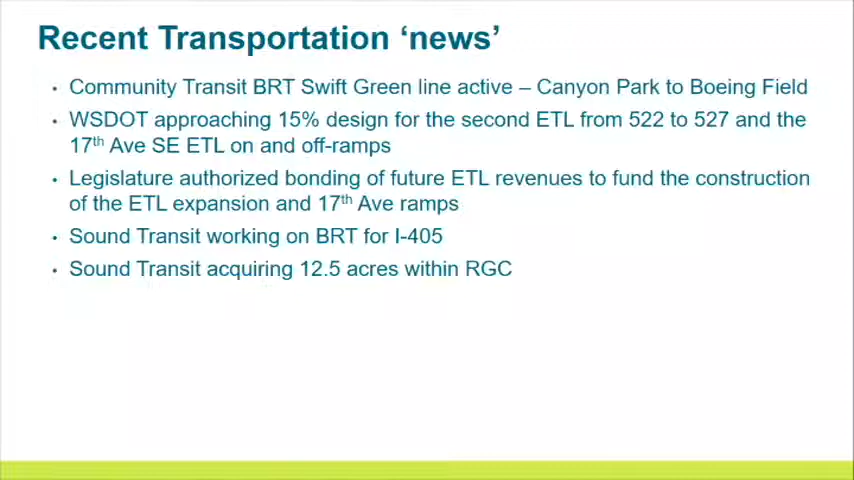 Recent Transportation ‘news’
• Community Transit BRT Swift Green line active – Canyon Park to Boeing Field
• WSDOT approaching 15% design for the second ETL from 522 to 527 and the
17th Ave SE ETL on and off-ramps
• Legislature authorized bonding of future ETL revenues to fund the construction
of the ETL expansion and 17th Ave ramps
• Sound Transit working on BRT for I-405
• Sound Transit acquiring 12.5 acres within RGC